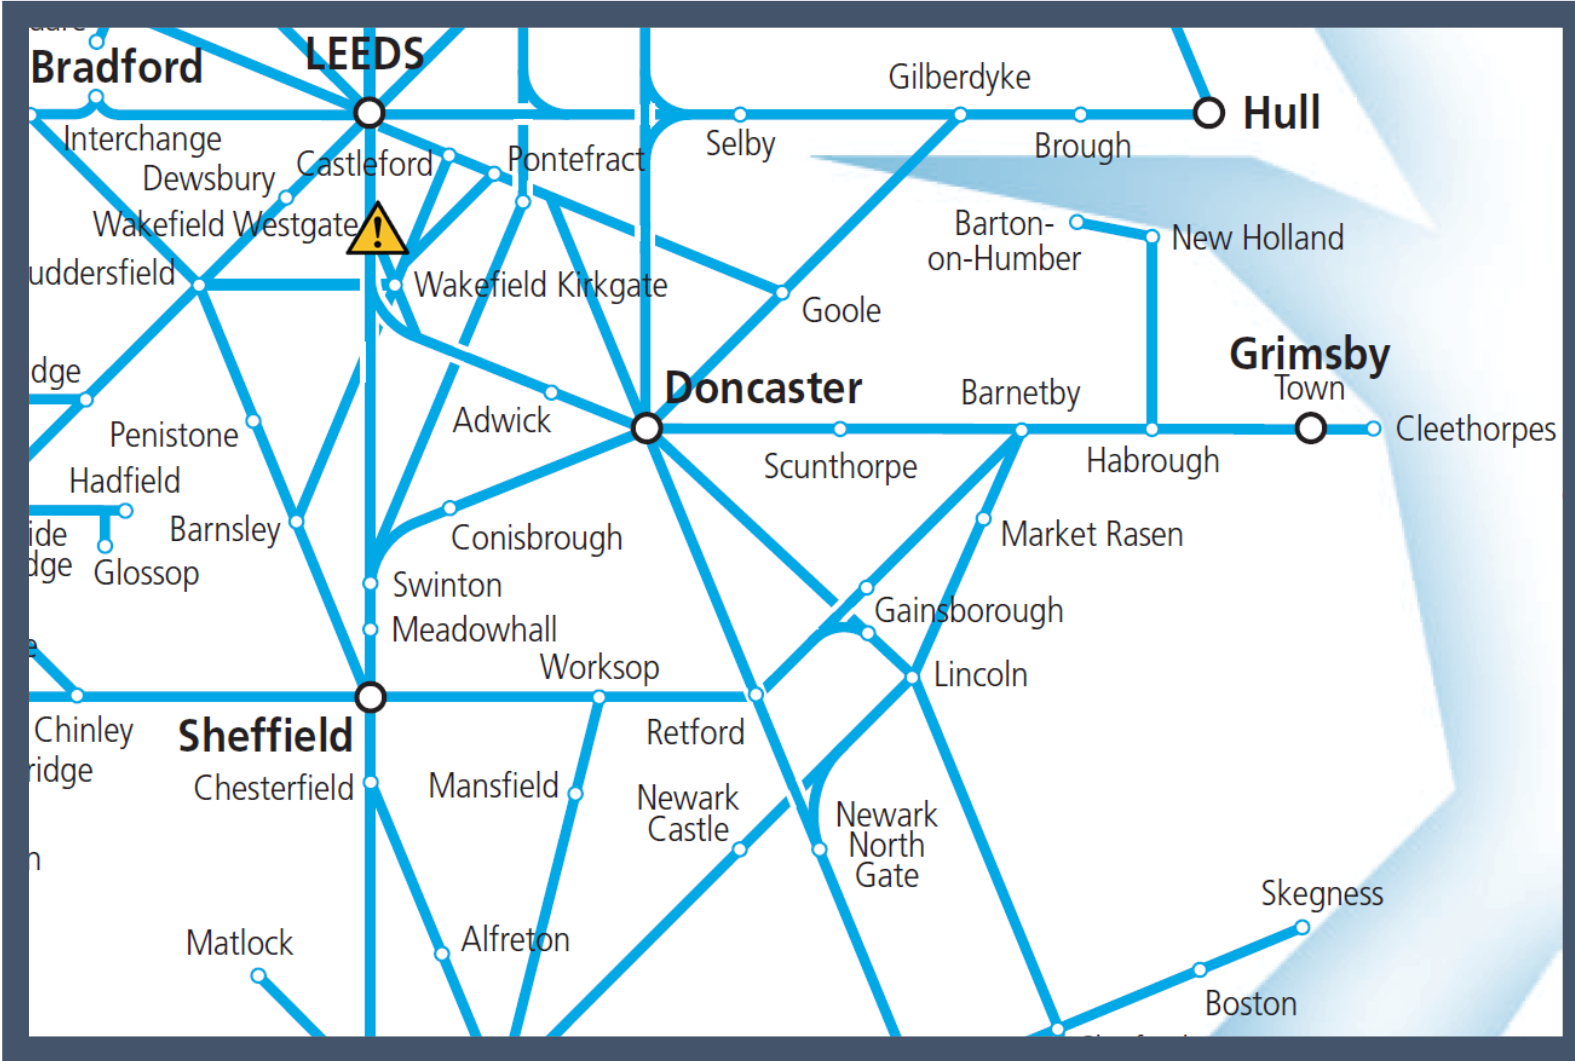 LEEDS
Bradford
Gilberdyke
Hull
Interchange
Selby
Brough
Castleford
Pontefract
Dewsbury
Wakefield Westgate
!
Barton-
on-Humber
New Holland
uddersfield
Wakefield Kirkgate
Goole
Grimsby
Town
dge
Doncaster
Barnetby
Adwick
Cleethorpes
Penistone
Scunthorpe
Habrough
Hadfield
Barnsley
Conisbrough
Market Rasen
ide
dge
Glossop
Swinton
Gainsborough
Meadowhall
e
Worksop
Lincoln
Chinley
Sheffield
Retford
ridge
Chesterfield
Mansfield
Newark
Castle
Newark
North
Gate
n
Skegness
Matlock
Alfreton
Boston